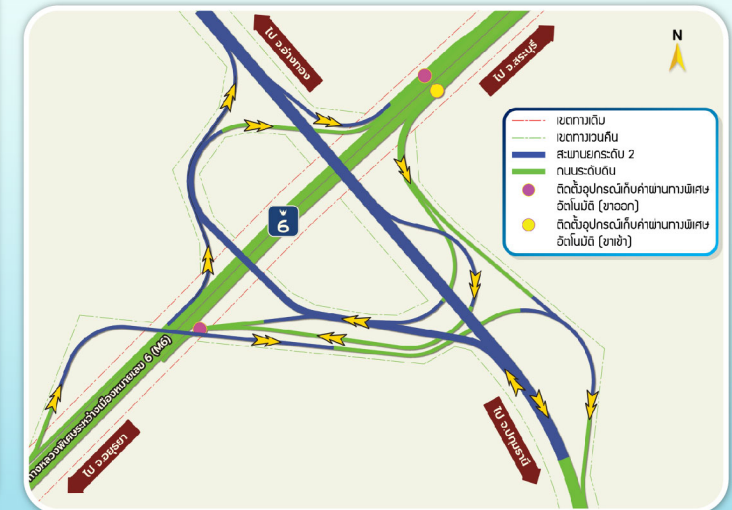 ไป จ.อ่างทอง
ไป จ.สระบุรี
N
เขตทางเดิม
เขตทางเวนคืน
สะพานยกระดับ 2
ถนนระดับดิน
ติดตั้งอุปกรณ์เก็บค่าผ่านทางพิเศษ
อัตโนมัติ (ขาออก)
ติดตั้งอุปกรณ์เก็บค่าผ่านทางพิเศษ
อัตโนมัติ (ขาเข้า)
6
ทางหลวงพิเศษระหว่างเมืองหมายเลข 6 (M6)
ไป จ.อยุธยา
ไป จ.ปทุมธานี